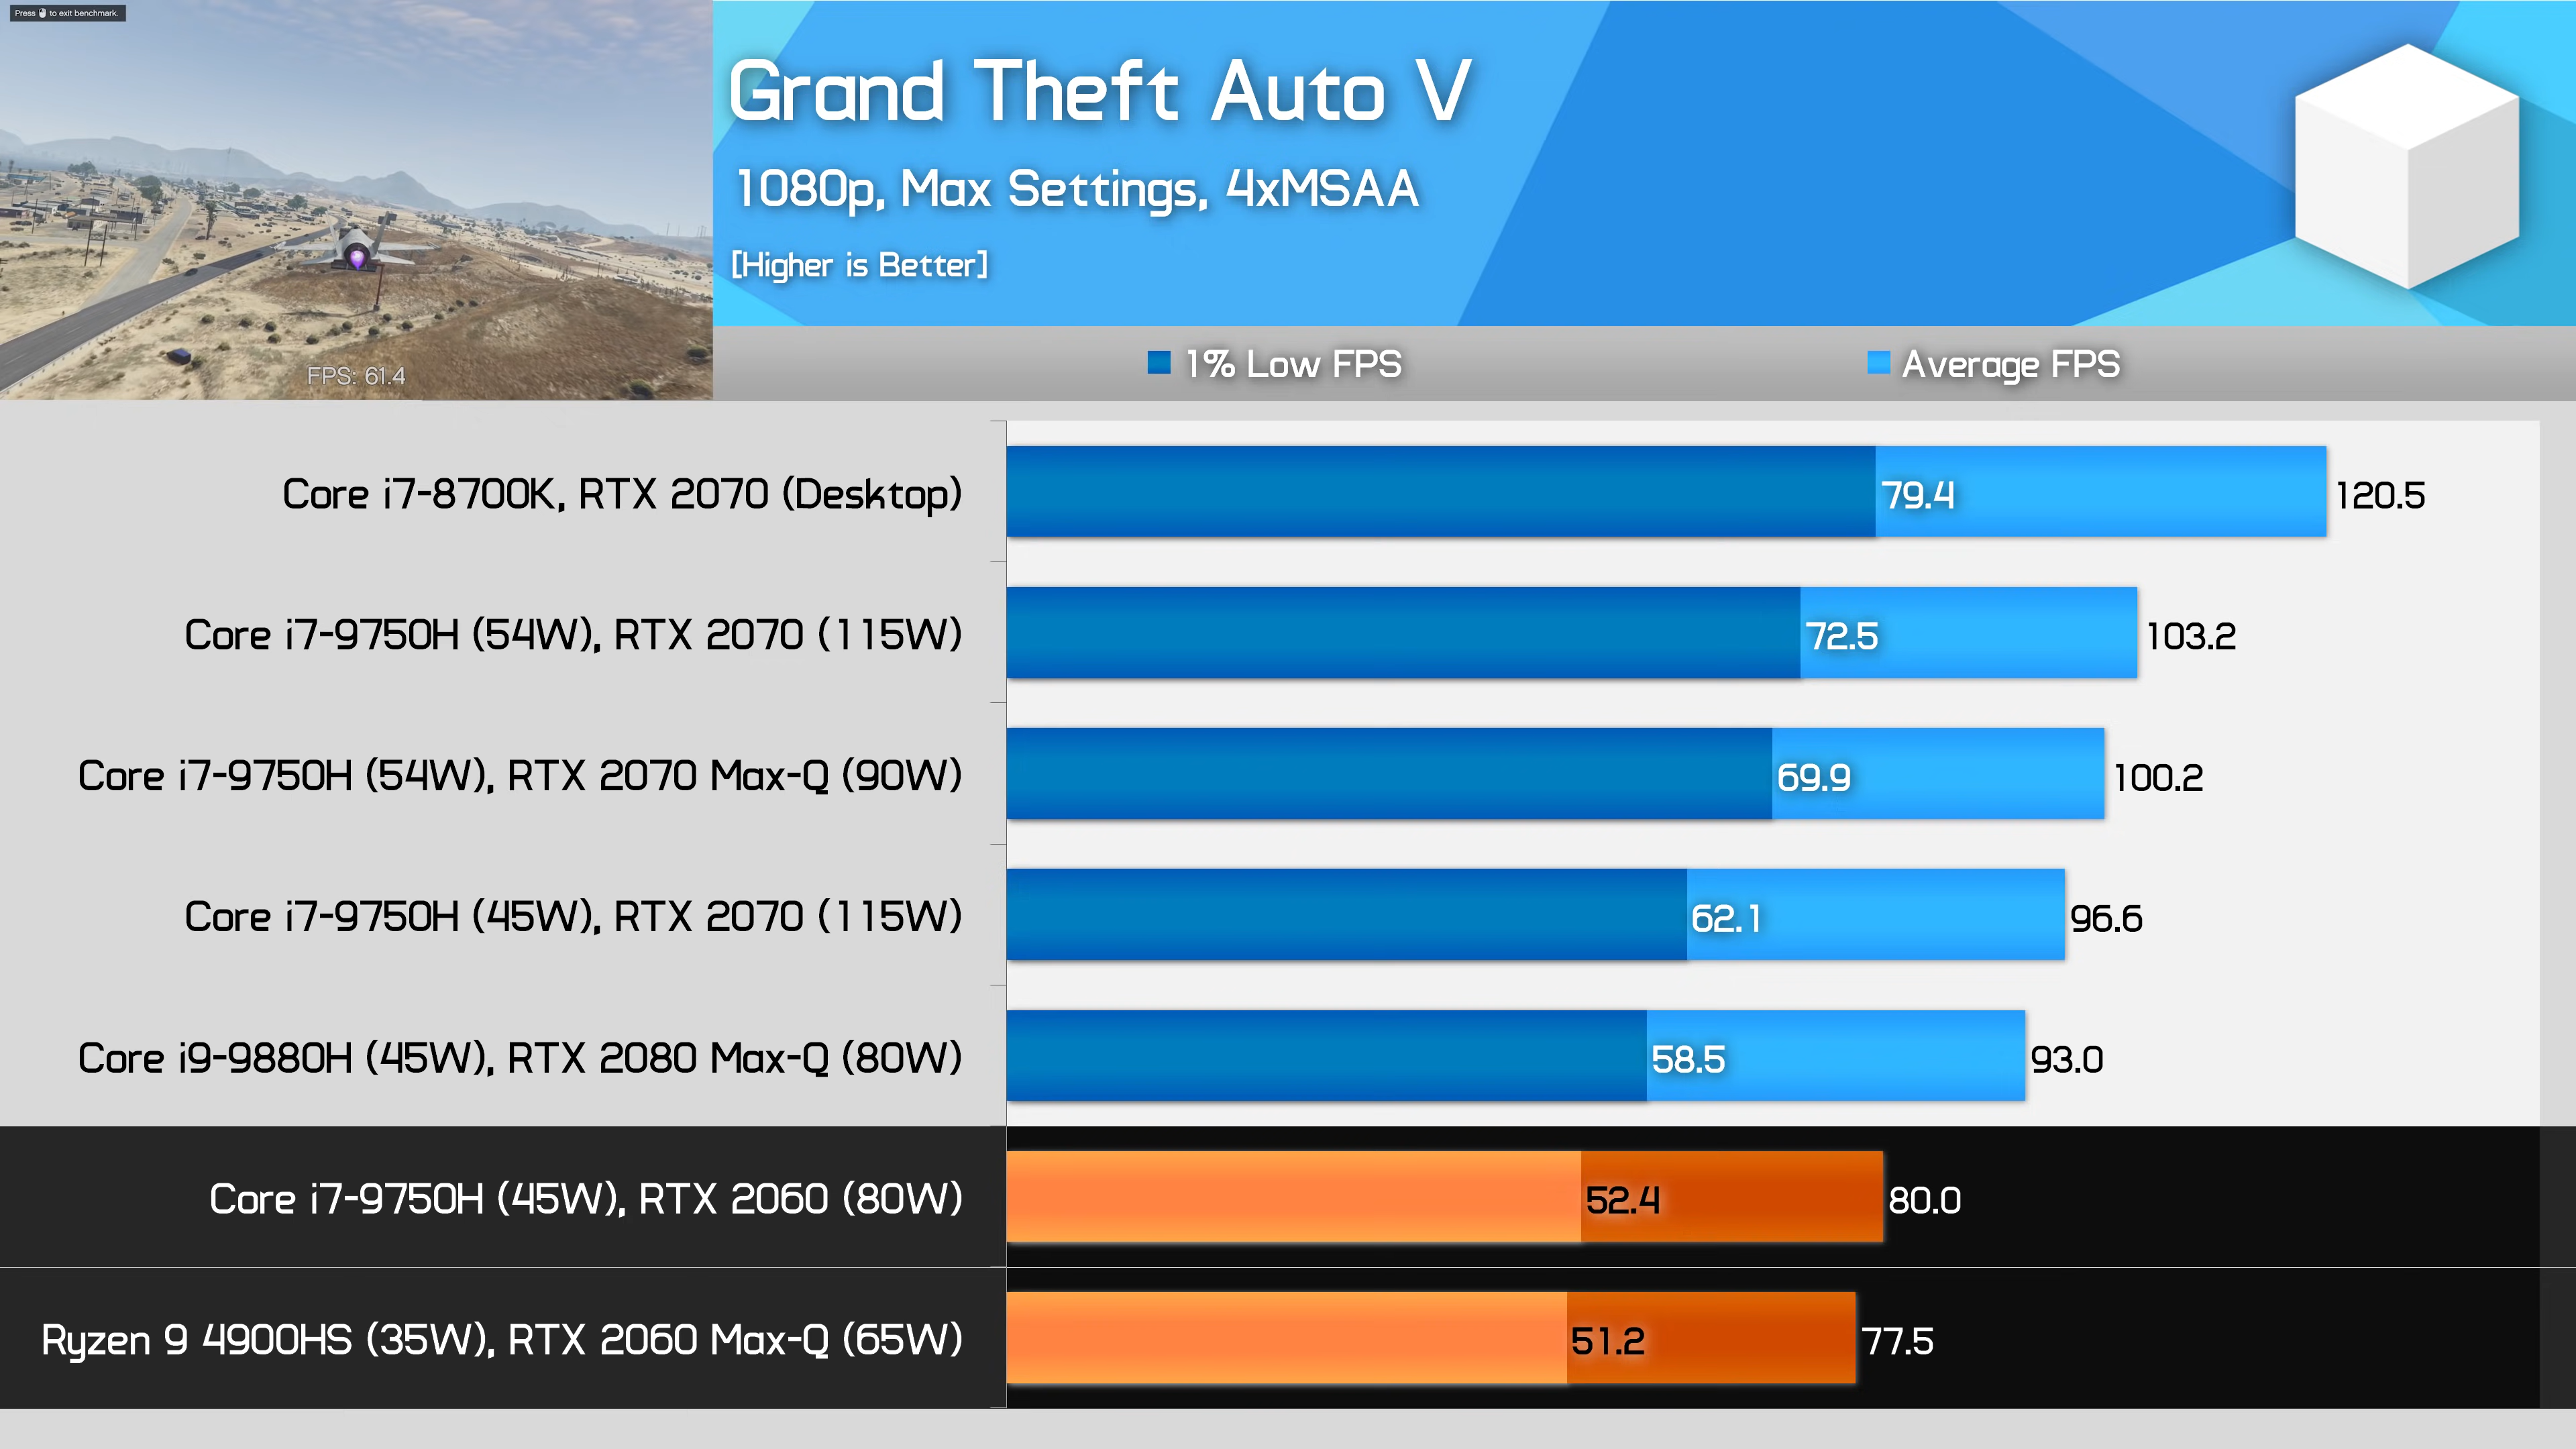 Press to exit benchmark.
Grand Theft Auto V
1080p, Max Settings, 4xMSAA
[Higher is Better]
FPS: 61.4
1% Low FPS
Average FPS
Core i7-8700K, RTX 2070 (Desktop) 79.4 120.5
Core i7-9750H (54W), RTX 2070 (115W) 72.5 103.2
Core i7-9750H (54W), RTX 2070 Max-Q (90W) 69.9 100.2
Core i7-9750H (45W), RTX 2070 (115W) 62.1 96.6
Core i9-9880H (45W), RTX 2080 Max-Q (80W) 58.5 93.0
Core i7-9750H (45W), RTX 2060 (80W) 52.4 80.0
Ryzen 9 4900HS (35W), RTX 2060 Max-Q (65W) 51.2 77.5